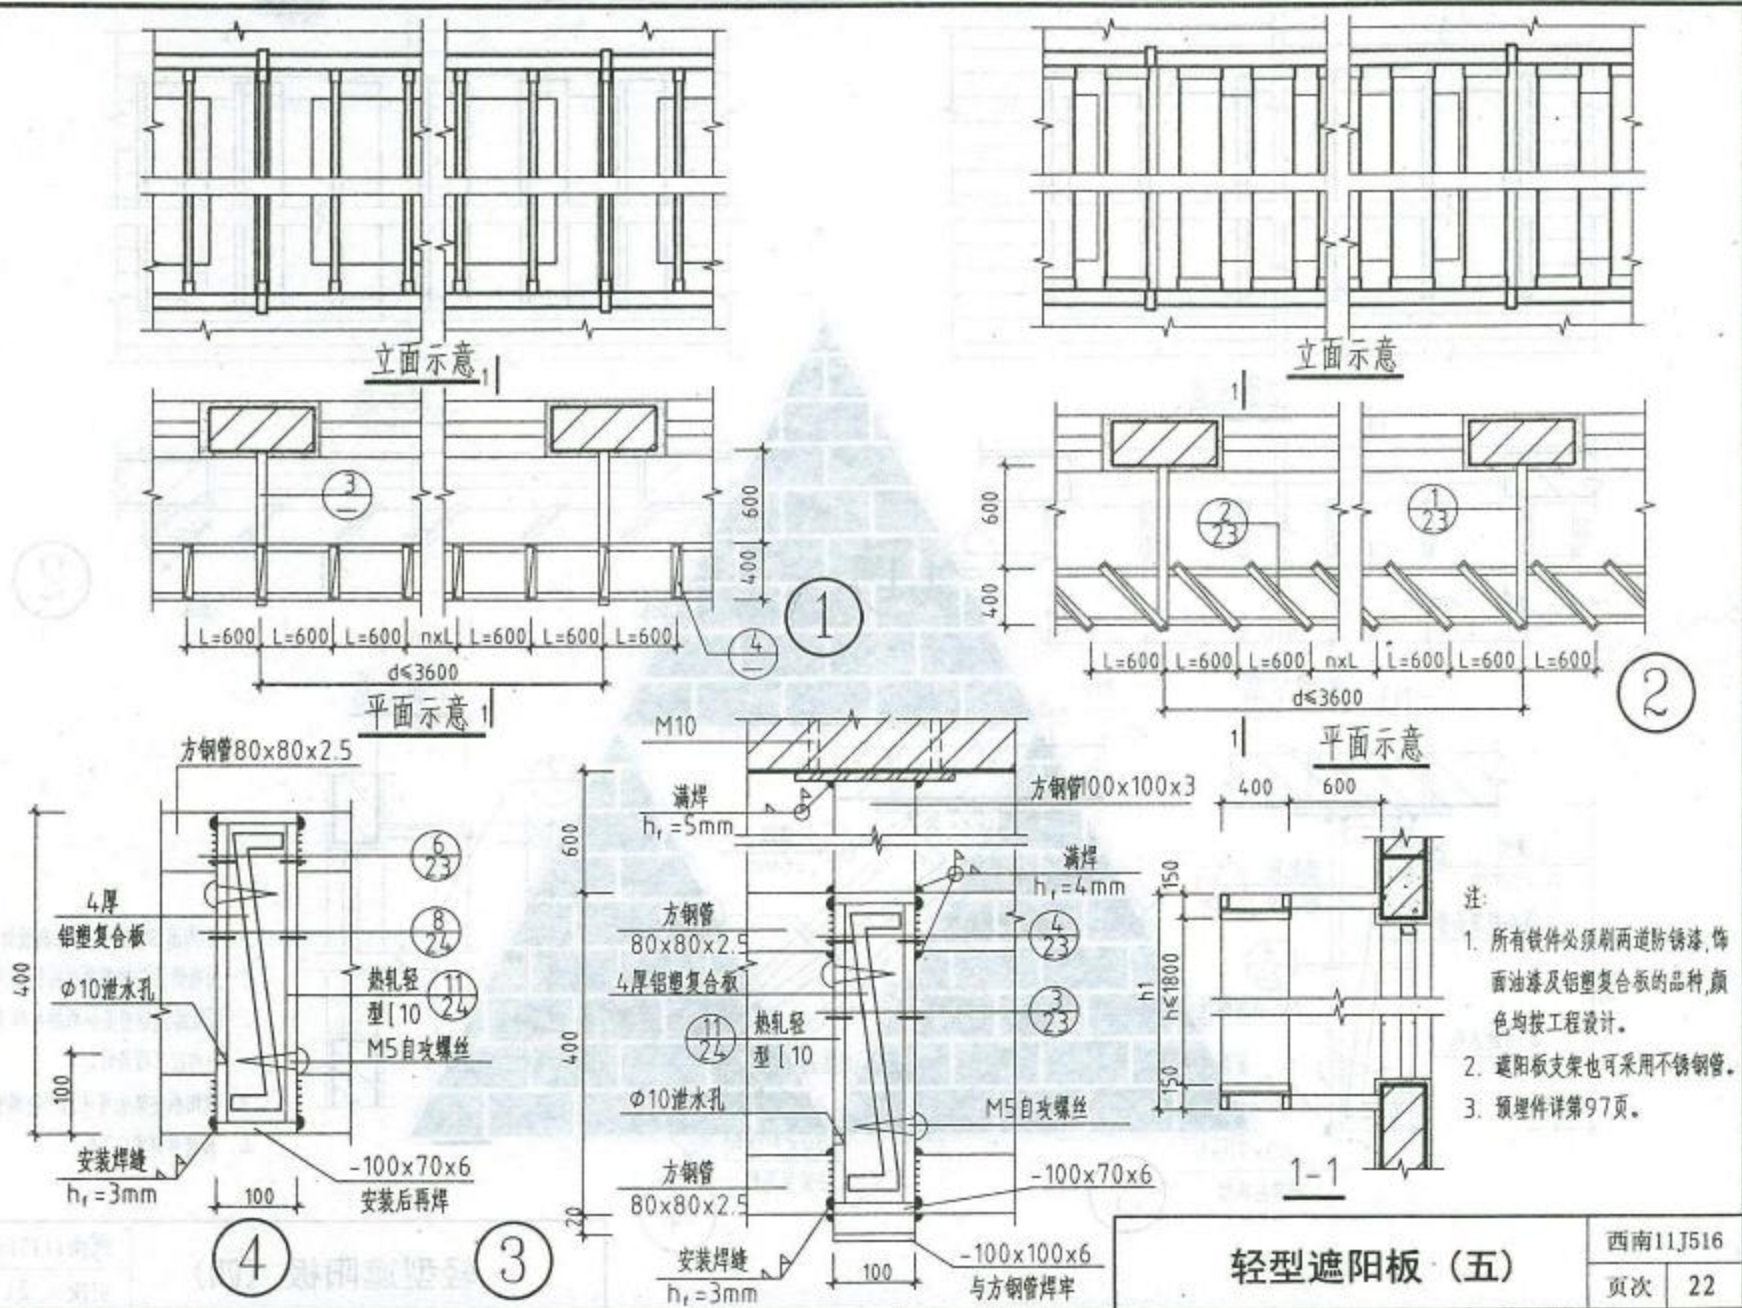 立面示意
立面示意
1
1
3
—
600
400
4
—
1
L=600 L=600 L=600 nxL L=600 L=600 L=600
d≤3600
平面示意
1
2
23
1
23
600
400
2
L=600 L=600 L=600 nxL L=600 L=600 L=600
d≤3600
1
平面示意
方钢管80x80x2.5
400
100
4厚
铝塑复合板
Φ10泄水孔
6
23
8
24
热轧轻
型[10
11
24
M5自攻螺丝
安装焊缝
hf=3mm
-100x70x6
安装后再焊
100
4
M10
满焊
hf=5mm
方钢管100x100x3
满焊
hf=4mm
600
400
20
方钢管
80x80x2.5
4厚铝塑复合板
4
23
3
23
11
24
热轧轻
型[10
Φ10泄水孔
M5自攻螺丝
方钢管
80x80x2.5
-100x70x6
安装焊缝
hf=3mm
100
-100x100x6
与方钢管焊牢
3
400 600
150
h1
h≤1800
50
1-1
注:
1. 所有铁件必须刷两道防锈漆,饰
面油漆及铝塑复合板的品种,颜
色均按工程设计。
2. 遮阳板支架也可采用不锈钢管。
3. 预埋件详第97页。
轻型遮阳板（五）
西南11J516
页次 22